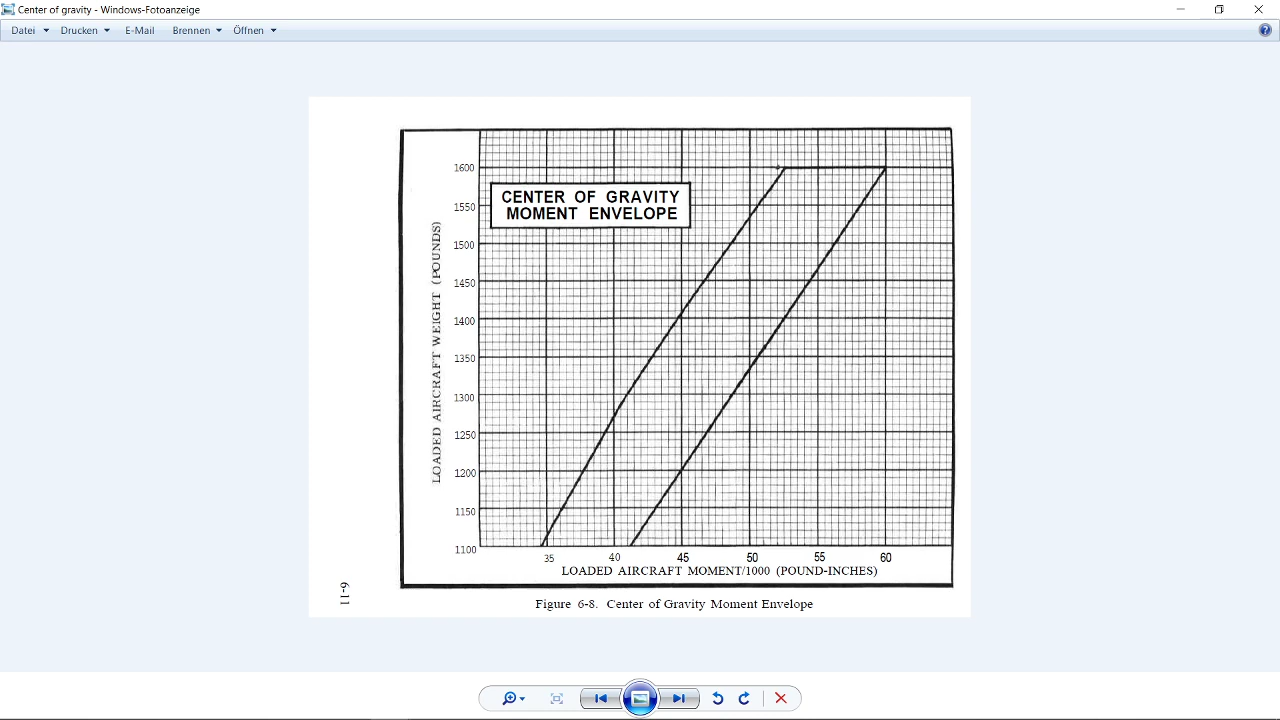 Center of gravity - Windows-Fotoanzeige
Datei Drucken E-Mail Brennen Öffnen
CENTER OF GRAVITY
MOMENT ENVELOPE
LOADED AIRCRAFT WEIGHT (POUNDS)
1600
1550
1500
1450
1400
1350
1300
1250
1200
1150
1100
35 40 45 50 55 60
LOADED AIRCRAFT MOMENT/1000 (POUND-INCHES)
6-11
Figure 6-8. Center of Gravity Moment Envelope